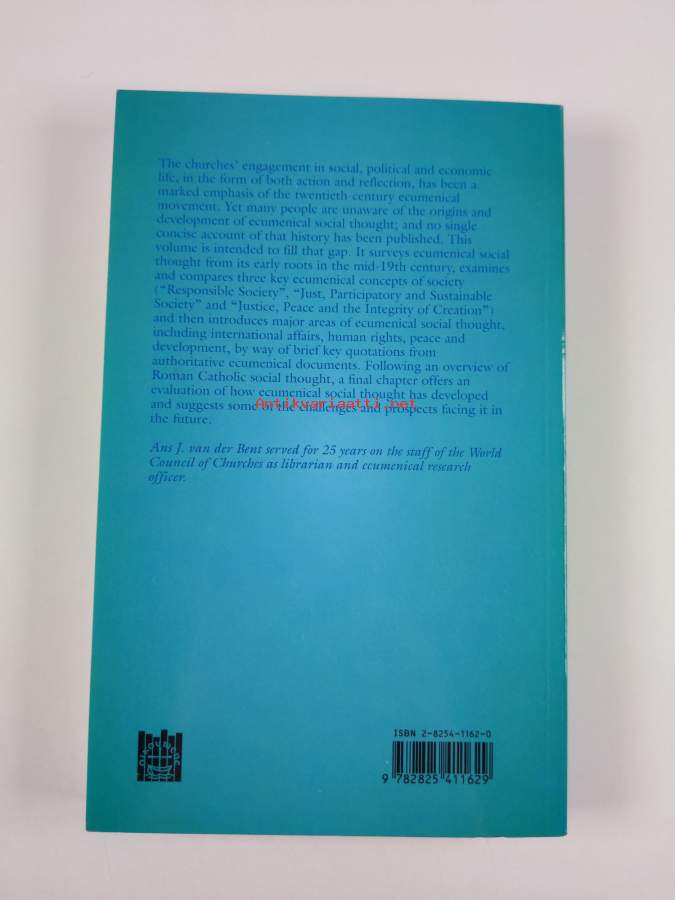 Antikvariaatti.net
The churches' engagement in social, political and economic
life, in the form of both action and reflection, has been a
marked emphasis of the twentieth-century ecumenical
movement. Yet many people are unaware of the origins and
development of ecumenical social thought; and no single
concise account of that history has been published. This
volume is intended to fill that gap. It surveys ecumenical social
thought from its early roots in the mid-19th century, examines
and compares three key ecumenical concepts of society
("Responsible Society", "Just, Participatory and Sustainable
Society" and "Justice, Peace and the Integrity of Creation")
and then introduces major areas of ecumenical social thought,
including international affairs, human rights, peace and
development, by way of brief key quotations from
authoritative ecumenical documents. Following an overview of
Roman Catholic social thought, a final chapter offers an
evaluation of how ecumenical social thought has developed
and suggests some of the challenges and prospects facing it in
the future.
Antikvariaatti.net
Ans J. van der Bent served for 25 years on the staff of the World
Council of Churches as librarian and ecumenical research
officer.
OIKOUMENE
ISBN 2-8254-1162-0
9 782825 411629